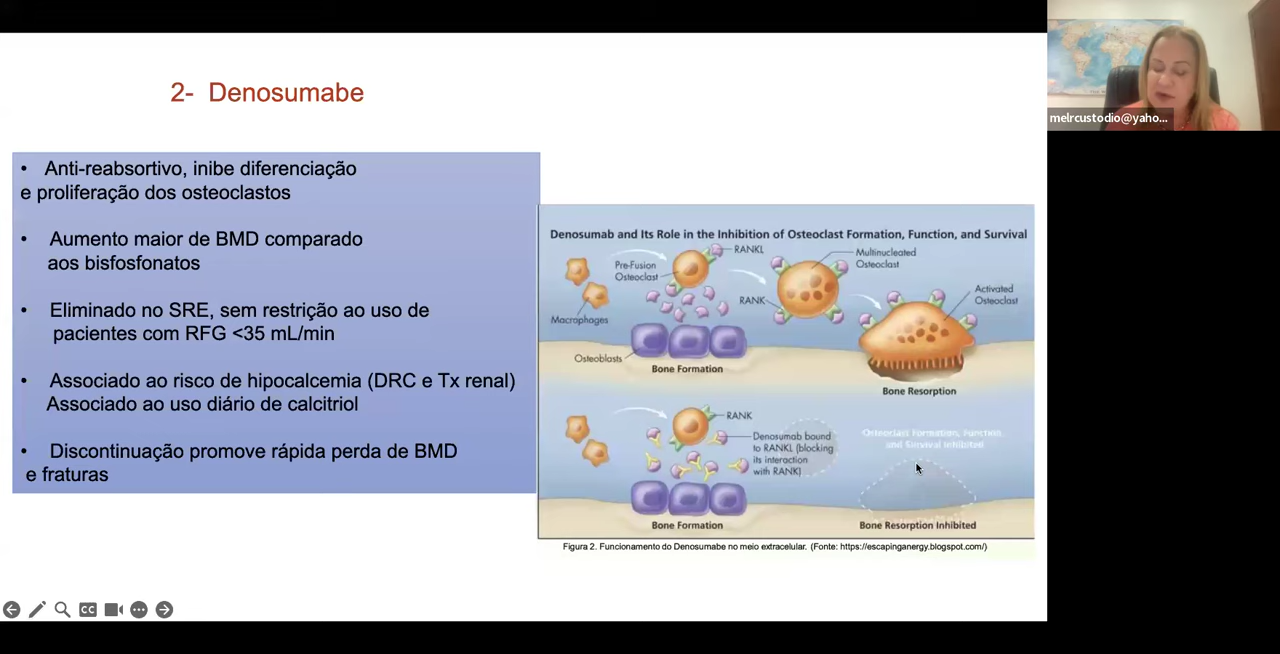 2- Denosumabe
• Anti-reabsortivo, inibe diferenciação
e proliferação dos osteoclastos
• Aumento maior de BMD comparado
aos bisfosfonatos
• Eliminado no SRE, sem restrição ao uso de
pacientes com RFG <35 mL/min
• Associado ao risco de hipocalcemia (DRC e Tx renal)
Associado ao uso diário de calcitriol
• Discontinuação promove rápida perda de BMD
e fraturas
Denosumab and Its Role in the Inhibition of Osteoclast Formation, Function, and Survival
RANKL
Pre-Fusion
Osteoclast
Multinucleated
Osteoclast
RANK
Activated
Osteoclast
Macrophages
Osteoblasts
Bone Formation
Bone Resorption
RANK
Denosumab bound
to RANKL (blocking
its interaction
with RANK)
Osteoclast Formation, Function,
and Survival Inhibited
Bone Formation
Bone Resorption Inhibited
Figura 2. Funcionamento do Denosumabe no meio extracelular. (Fonte: https://escapinganergy.blogspot.com/)
CC
melrcustodio@yaho...